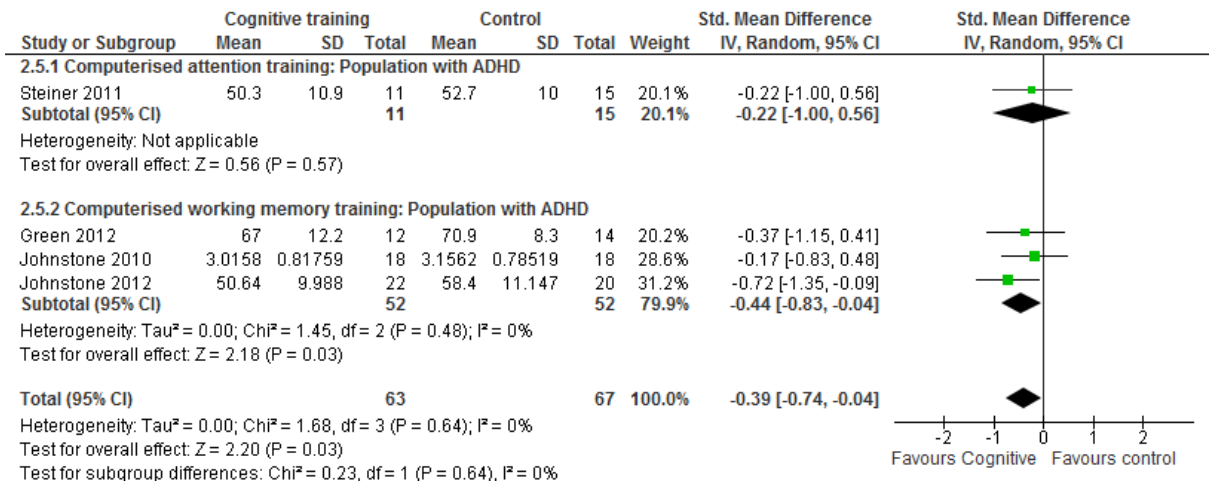 Cognitive training Control Std. Mean Difference Std. Mean Difference
Study or Subgroup Mean SD Total Mean SD Total Weight IV, Random, 95% CI IV, Random, 95% CI
2.5.1 Computerised attention training: Population with ADHD
Steiner 2011 50.3 10.9 11 52.7 10 15 20.1% -0.22 [-1.00, 0.56]
Subtotal (95% CI) 11 15 20.1% -0.22 [-1.00, 0.56]
Heterogeneity: Not applicable
Test for overall effect: Z = 0.56 (P = 0.57)
2.5.2 Computerised working memory training: Population with ADHD
Green 2012 67 12.2 12 70.9 8.3 14 20.2% -0.37 [-1.15, 0.41]
Johnstone 2010 3.0158 0.81759 18 3.1562 0.78519 18 28.6% -0.17 [-0.83, 0.48]
Johnstone 2012 50.64 9.988 22 58.4 11.147 20 31.2% -0.72 [-1.35, -0.09]
Subtotal (95% CI) 52 52 79.9% -0.44 [-0.83, -0.04]
Heterogeneity: Tau² = 0.00; Chi² = 1.45, df = 2 (P = 0.48); I² = 0%
Test for overall effect: Z = 2.18 (P = 0.03)
Total (95% CI) 63 67 100.0% -0.39 [-0.74, -0.04]
Heterogeneity: Tau² = 0.00; Chi² = 1.68, df = 3 (P = 0.64); I² = 0%
Test for overall effect: Z = 2.20 (P = 0.03)
Test for subgroup differences: Chi² = 0.23, df = 1 (P = 0.64), I² = 0%
-2 -1 0 1 2
Favours Cognitive Favours control